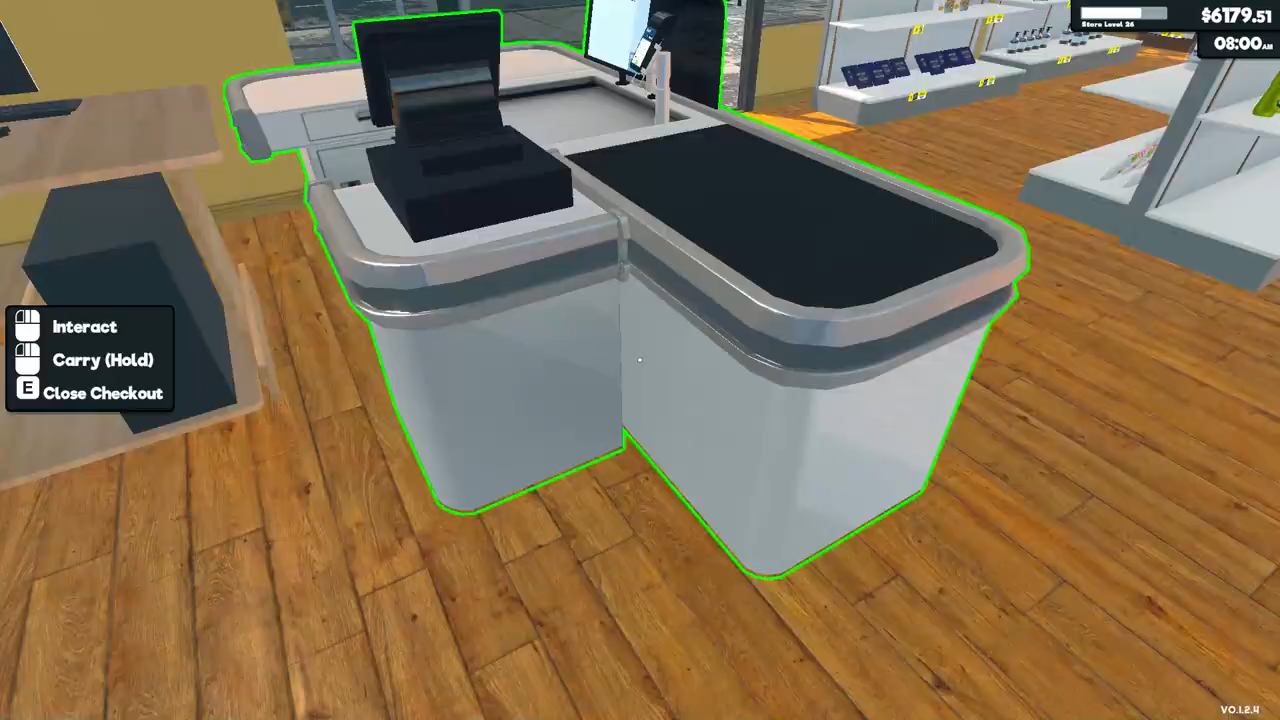 $6179.51
Store Level 26
08:00AM
Interact
Carry (Hold)
E Close Checkout
V0.1.2.4